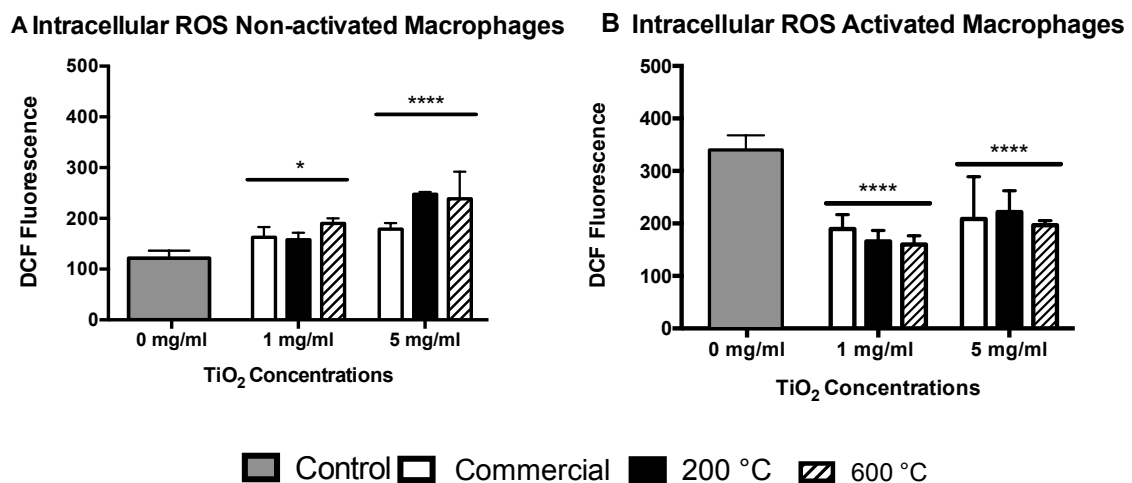 A Intracellular ROS Non-activated Macrophages
500
400
300
200
100
0
DCF Fluorescence
*
****
0 mg/ml 1 mg/ml 5 mg/ml
TiO₂ Concentrations
B Intracellular ROS Activated Macrophages
500
400
300
200
100
0
DCF Fluorescence
****
****
0 mg/ml 1 mg/ml 5 mg/ml
TiO₂ Concentrations
Control Commercial 200 °C 600 °C